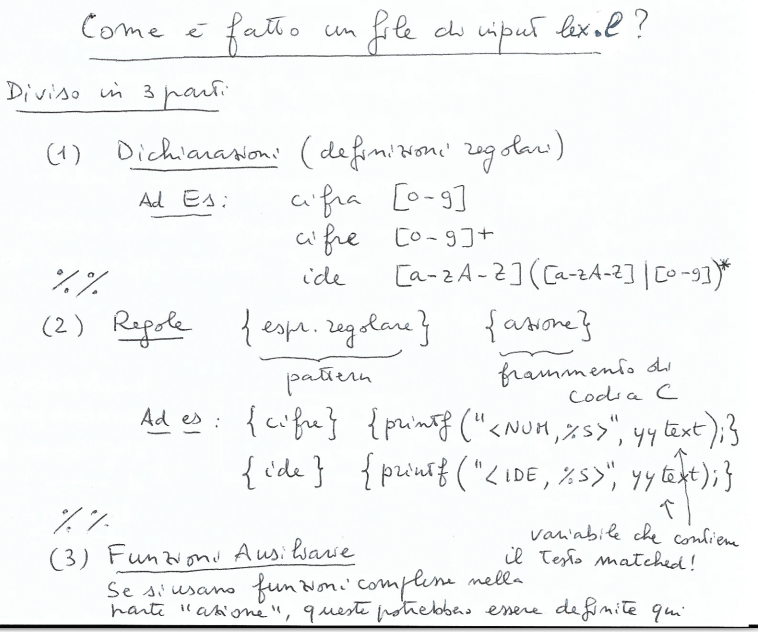 Come è fatto un file di input lex.l ?
Diviso in 3 parti
(1) Dichiarazioni (definizioni regolari)
Ad Es: cifra [0-9]
cifre [0-9]+
%% ide [a-zA-Z]([a-zA-Z]|[0-9])*
(2) Regole {espr. regolare} {azione}
pattern frammento di
codice C
Ad es : {cifre} {printf("<NUM,%s>", yytext);}
{ide} {printf("<IDE,%s>", yytext);}
%%
variabile che contiene
(3) Funzioni Ausiliarie il testo matched!
Se si usano funzioni complesse nella
parte "azione", queste potrebbero essere definite qui